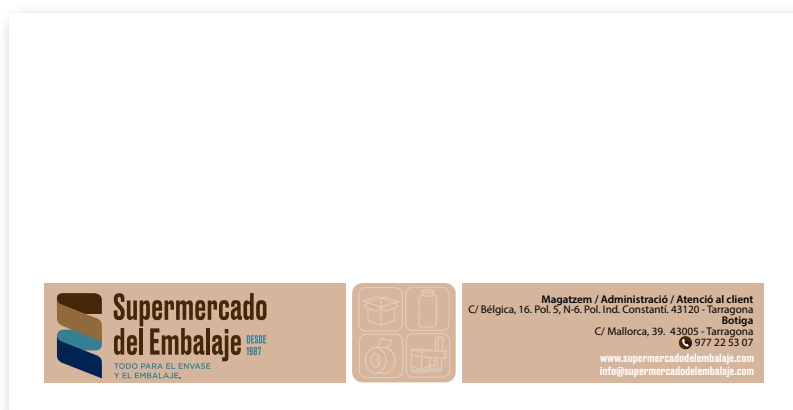 Supermercado
del Embalaje DESDE
1987
TODO PARA EL ENVASE
Y EL EMBALAJE.
Magatzem / Administració / Atenció al client
C/ Bélgica, 16. Pol. 5, N-6. Pol. Ind. Constantí. 43120 - Tarragona
Botiga
C/ Mallorca, 39. 43005 - Tarragona
977 22 53 07
www.supermercadodelembalaje.com
info@supermercadodelembalaje.com